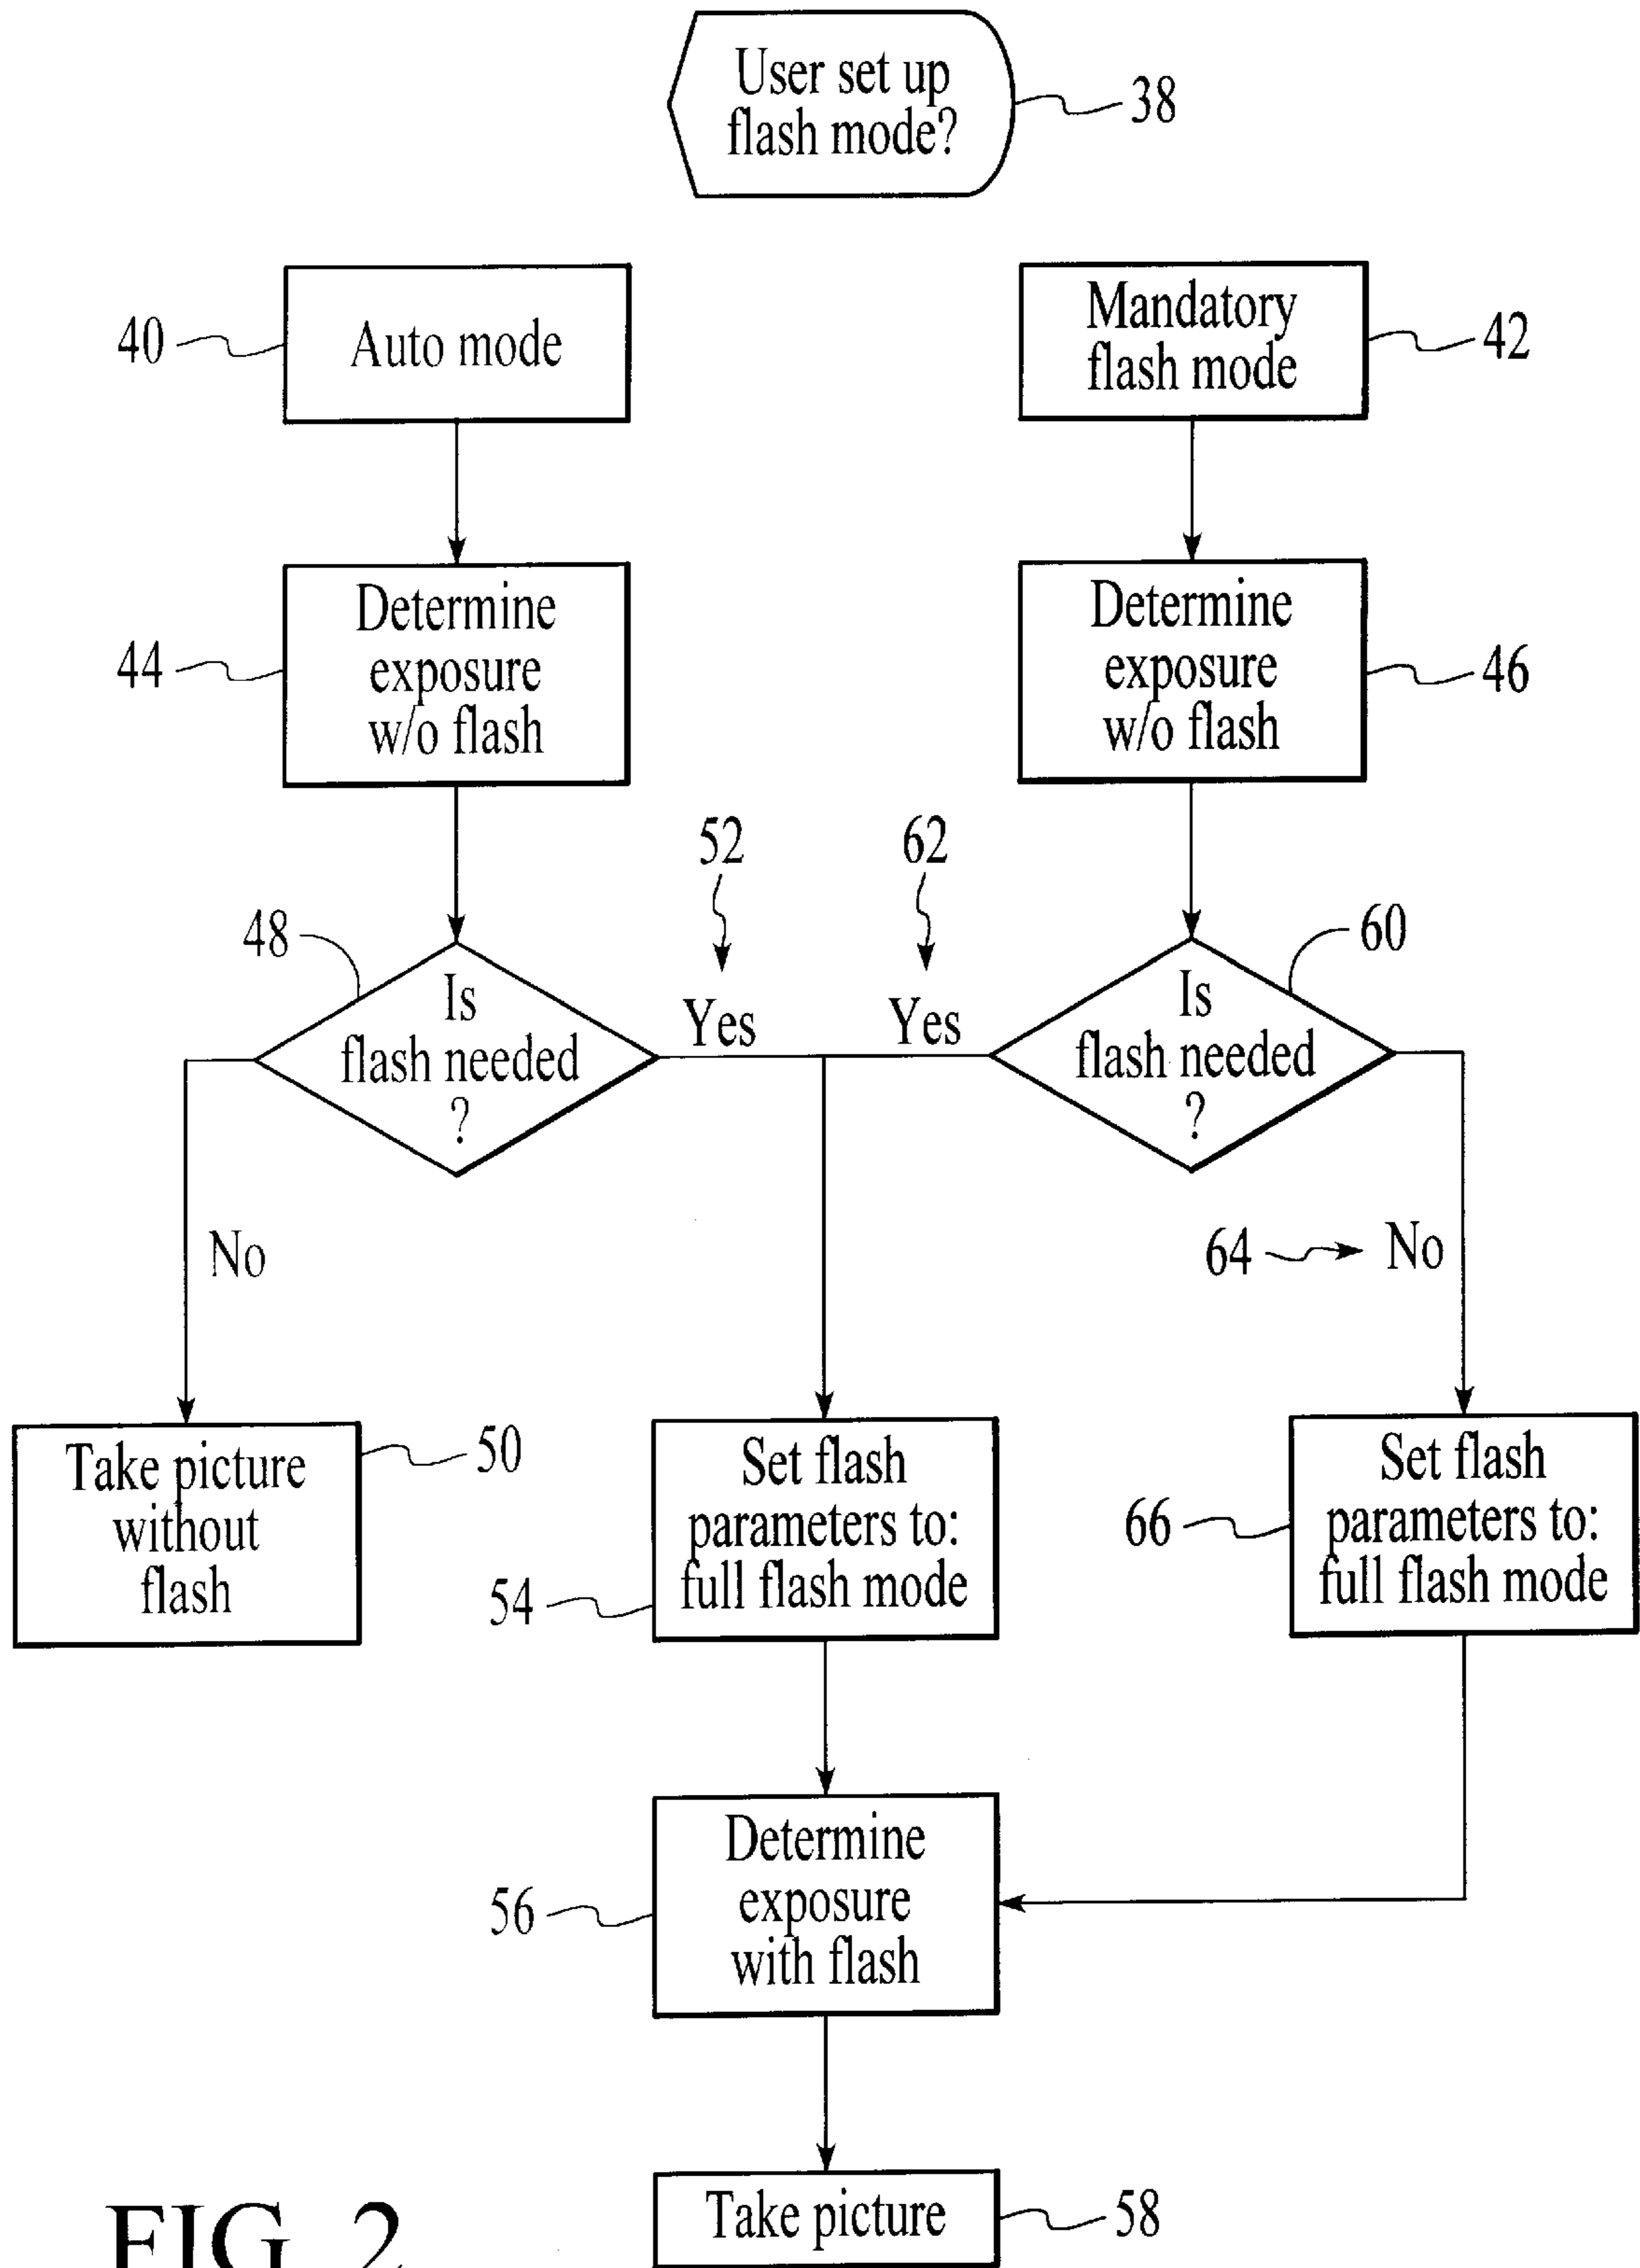 User set up
flash mode?
38
40
Auto mode
Mandatory
flash mode
42
44
Determine
exposure
w/o flash
Determine
exposure
w/o flash
46
52
62
48
Is
flash needed
?
Yes
Yes
Is
flash needed
?
60
No
64
No
Take picture
without
flash
50
Set flash
parameters to:
full flash mode
54
66
Set flash
parameters to:
full flash mode
56
Determine
exposure
with flash
Take picture
58
FIG. 2